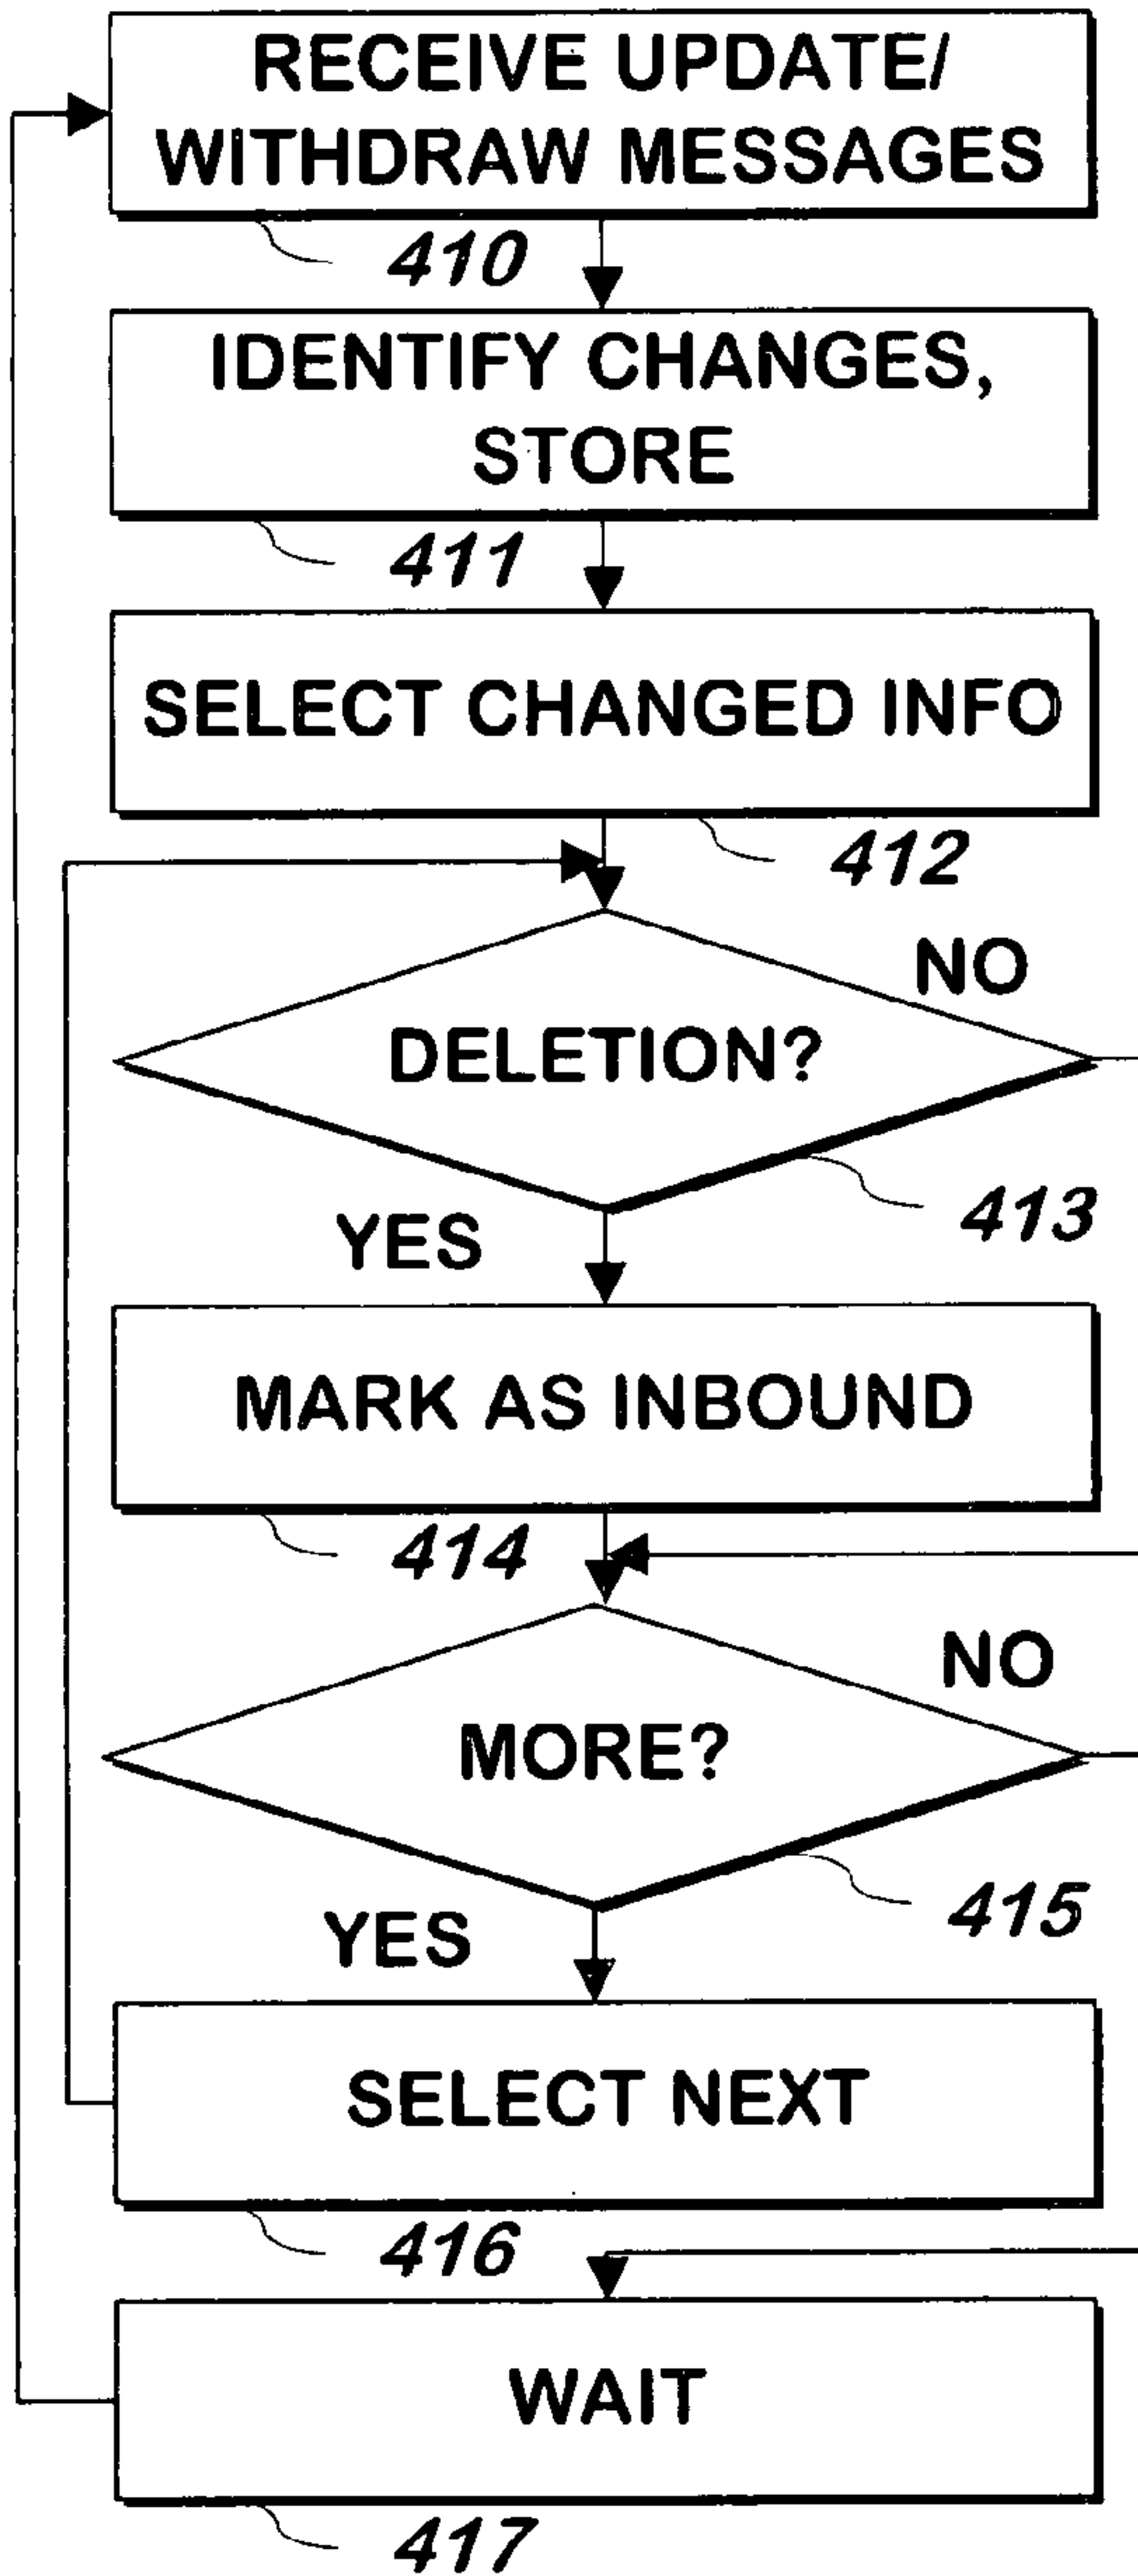 RECEIVE UPDATE/
WITHDRAW MESSAGES
410
IDENTIFY CHANGES,
STORE
411
SELECT CHANGED INFO
412
NO
DELETION?
413
YES
MARK AS INBOUND
414
NO
MORE?
415
YES
SELECT NEXT
416
WAIT
417